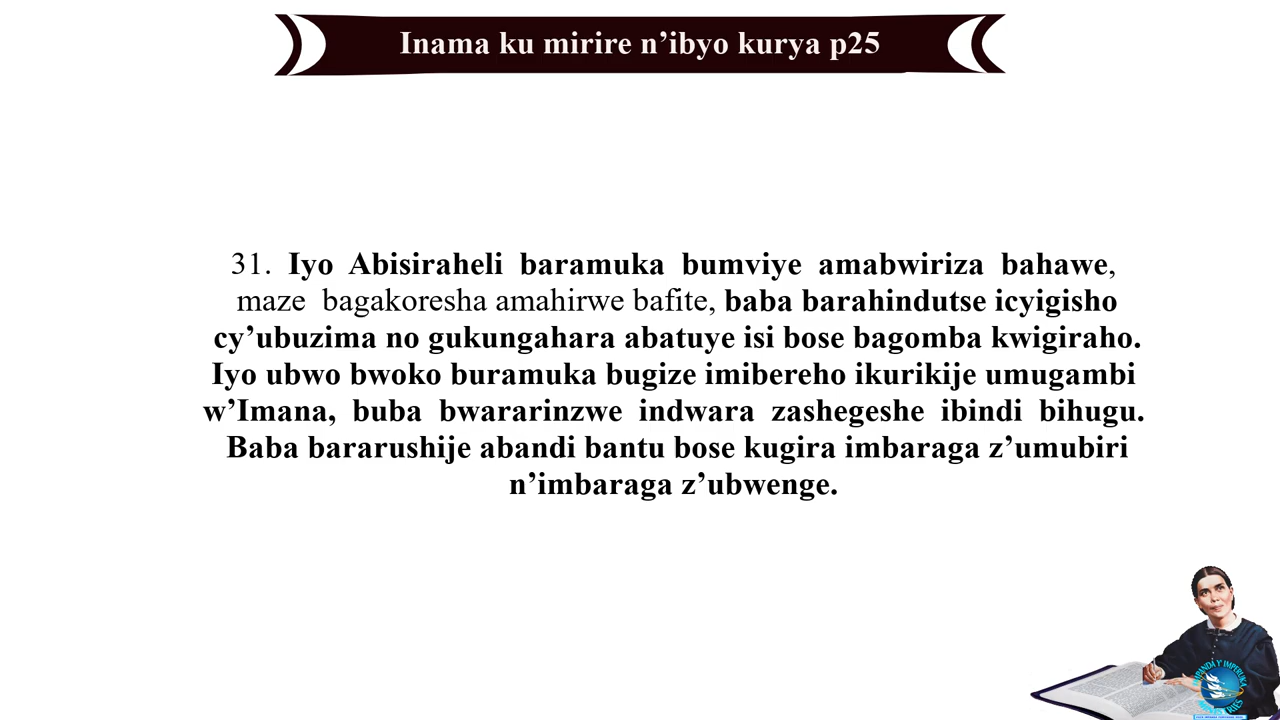 Inama ku mirire n’ibyo kurya p25
31. Iyo Abisiraheli baramuka bumviye amabwiriza bahawe,
maze bagakoresha amahirwe bafite, baba barahindutse icyigisho
cy’ubuzima no gukungahara abatuye isi bose bagomba kwigiraho.
Iyo ubwo bwoko buramuka bugize imibereho ikurikije umugambi
w’Imana, buba bwararinzwe indwara zashegeshe ibindi bihugu.
Baba bararushije abandi bantu bose kugira imbaraga z’umubiri
n’imbaraga z’ubwenge.